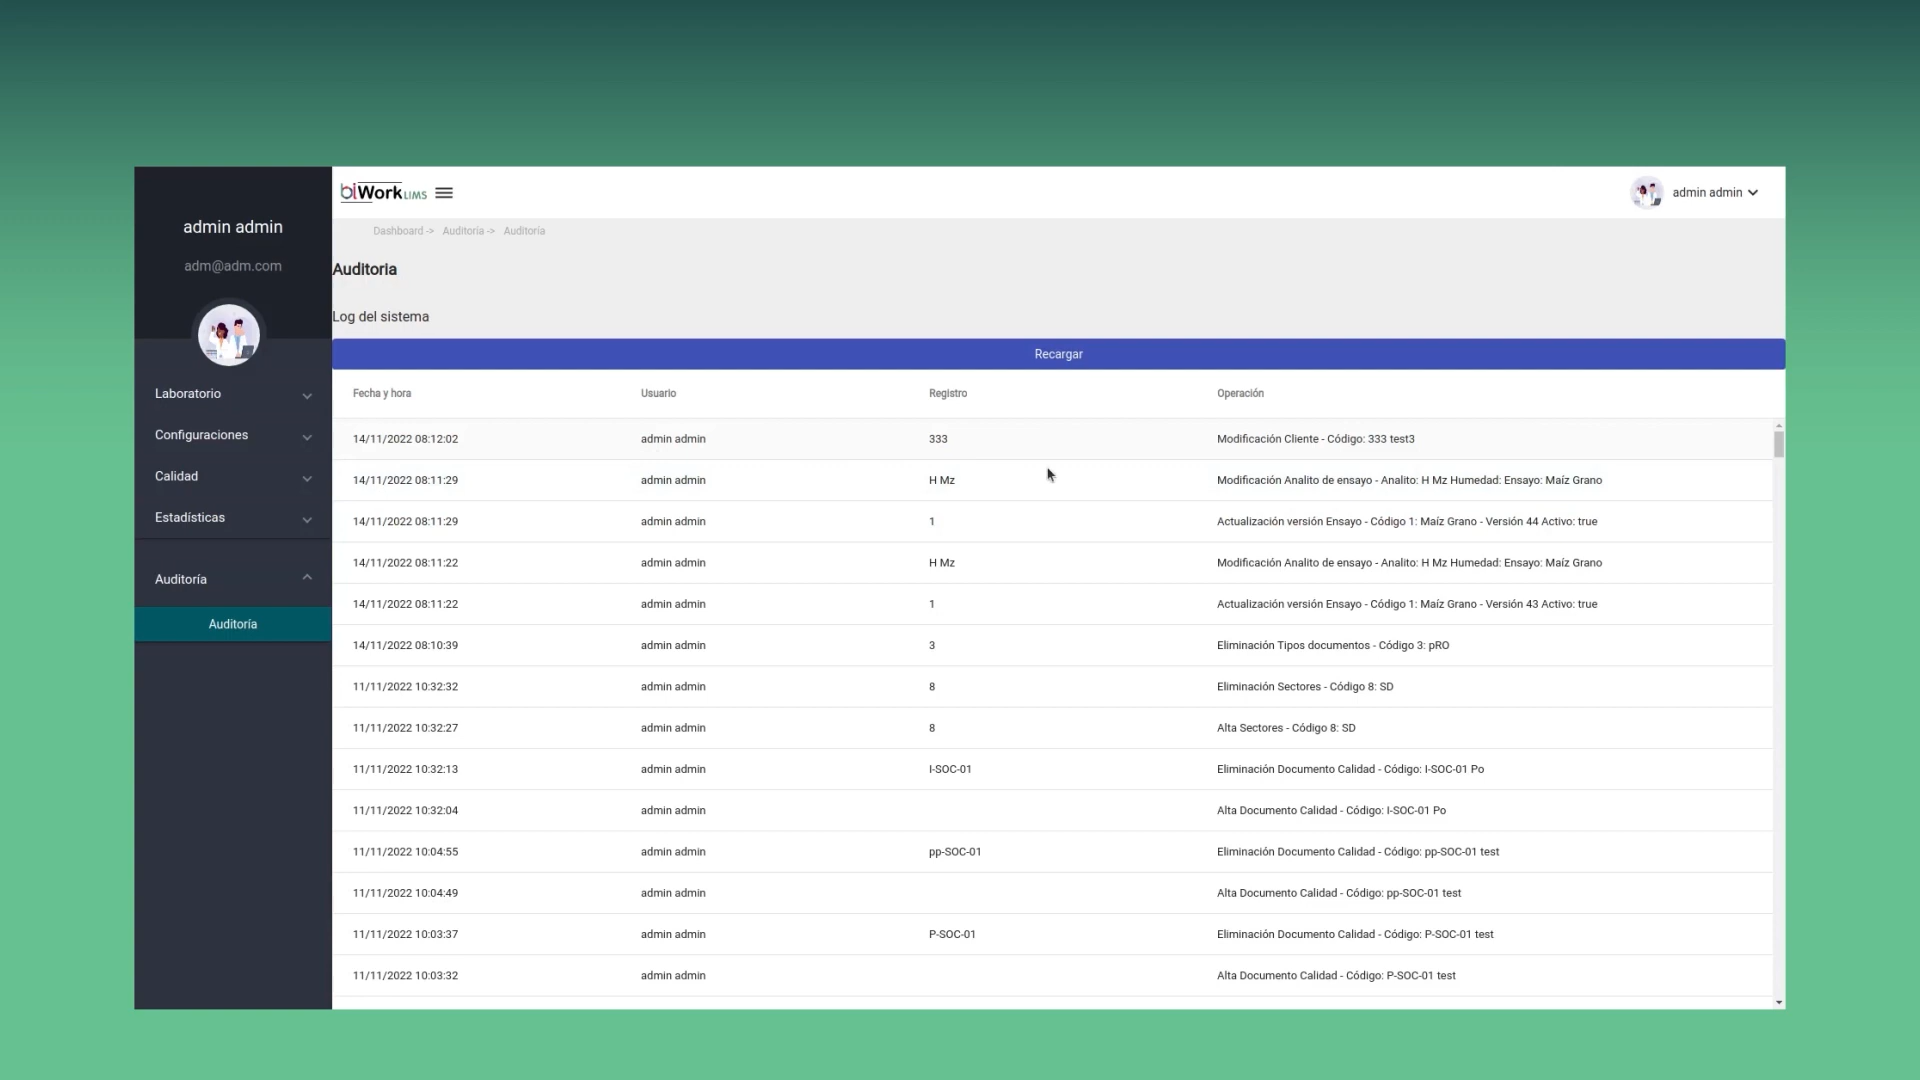 admin admin
adm@adm.com
Laboratorio
Configuraciones
Calidad
Estadísticas
Auditoría
Auditoría
biWork LIMS
admin admin
Dashboard -> Auditoría -> Auditoría
Auditoria
Log del sistema
Recargar
Fecha y hora Usuario Registro Operación
14/11/2022 08:12:02 admin admin 333 Modificación Cliente - Código: 333 test3
14/11/2022 08:11:29 admin admin H Mz Modificación Analito de ensayo - Analito: H Mz Humedad: Ensayo: Maíz Grano
14/11/2022 08:11:29 admin admin 1 Actualización versión Ensayo - Código 1: Maíz Grano - Versión 44 Activo: true
14/11/2022 08:11:22 admin admin H Mz Modificación Analito de ensayo - Analito: H Mz Humedad: Ensayo: Maíz Grano
14/11/2022 08:11:22 admin admin 1 Actualización versión Ensayo - Código 1: Maíz Grano - Versión 43 Activo: true
14/11/2022 08:10:39 admin admin 3 Eliminación Tipos documentos - Código 3: pRO
11/11/2022 10:32:32 admin admin 8 Eliminación Sectores - Código 8: SD
11/11/2022 10:32:27 admin admin 8 Alta Sectores - Código 8: SD
11/11/2022 10:32:13 admin admin I-SOC-01 Eliminación Documento Calidad - Código: I-SOC-01 Po
11/11/2022 10:32:04 admin admin Alta Documento Calidad - Código: I-SOC-01 Po
11/11/2022 10:04:55 admin admin pp-SOC-01 Eliminación Documento Calidad - Código: pp-SOC-01 test
11/11/2022 10:04:49 admin admin Alta Documento Calidad - Código: pp-SOC-01 test
11/11/2022 10:03:37 admin admin P-SOC-01 Eliminación Documento Calidad - Código: P-SOC-01 test
11/11/2022 10:03:32 admin admin Alta Documento Calidad - Código: P-SOC-01 test